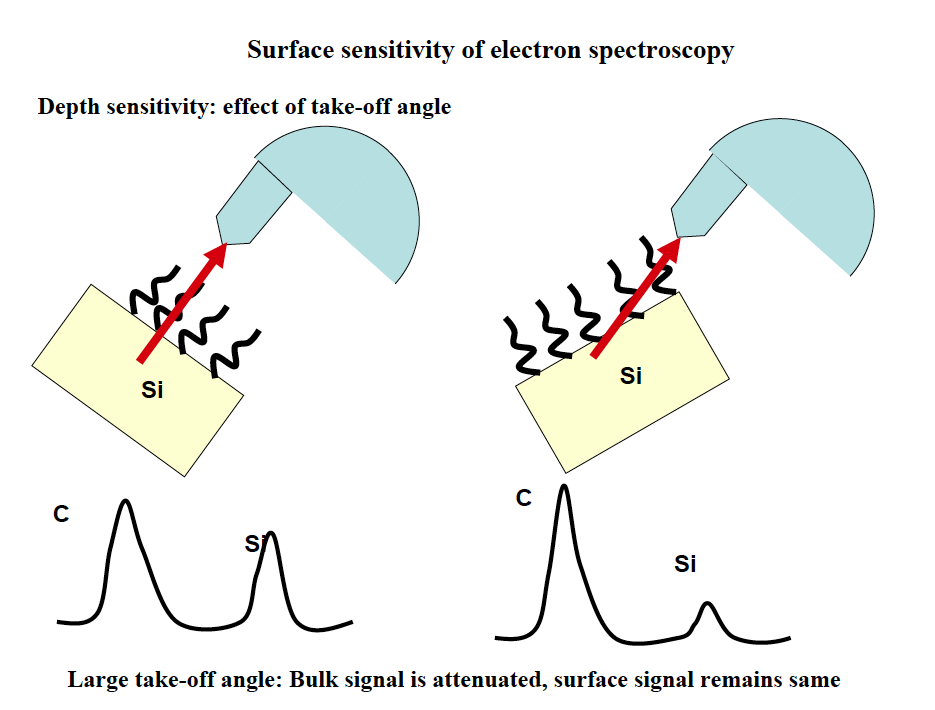 Surface sensitivity of electron spectroscopy
Depth sensitivity: effect of take-off angle
Si
Si
C
Si
C
Si
Large take-off angle: Bulk signal is attenuated, surface signal remains same